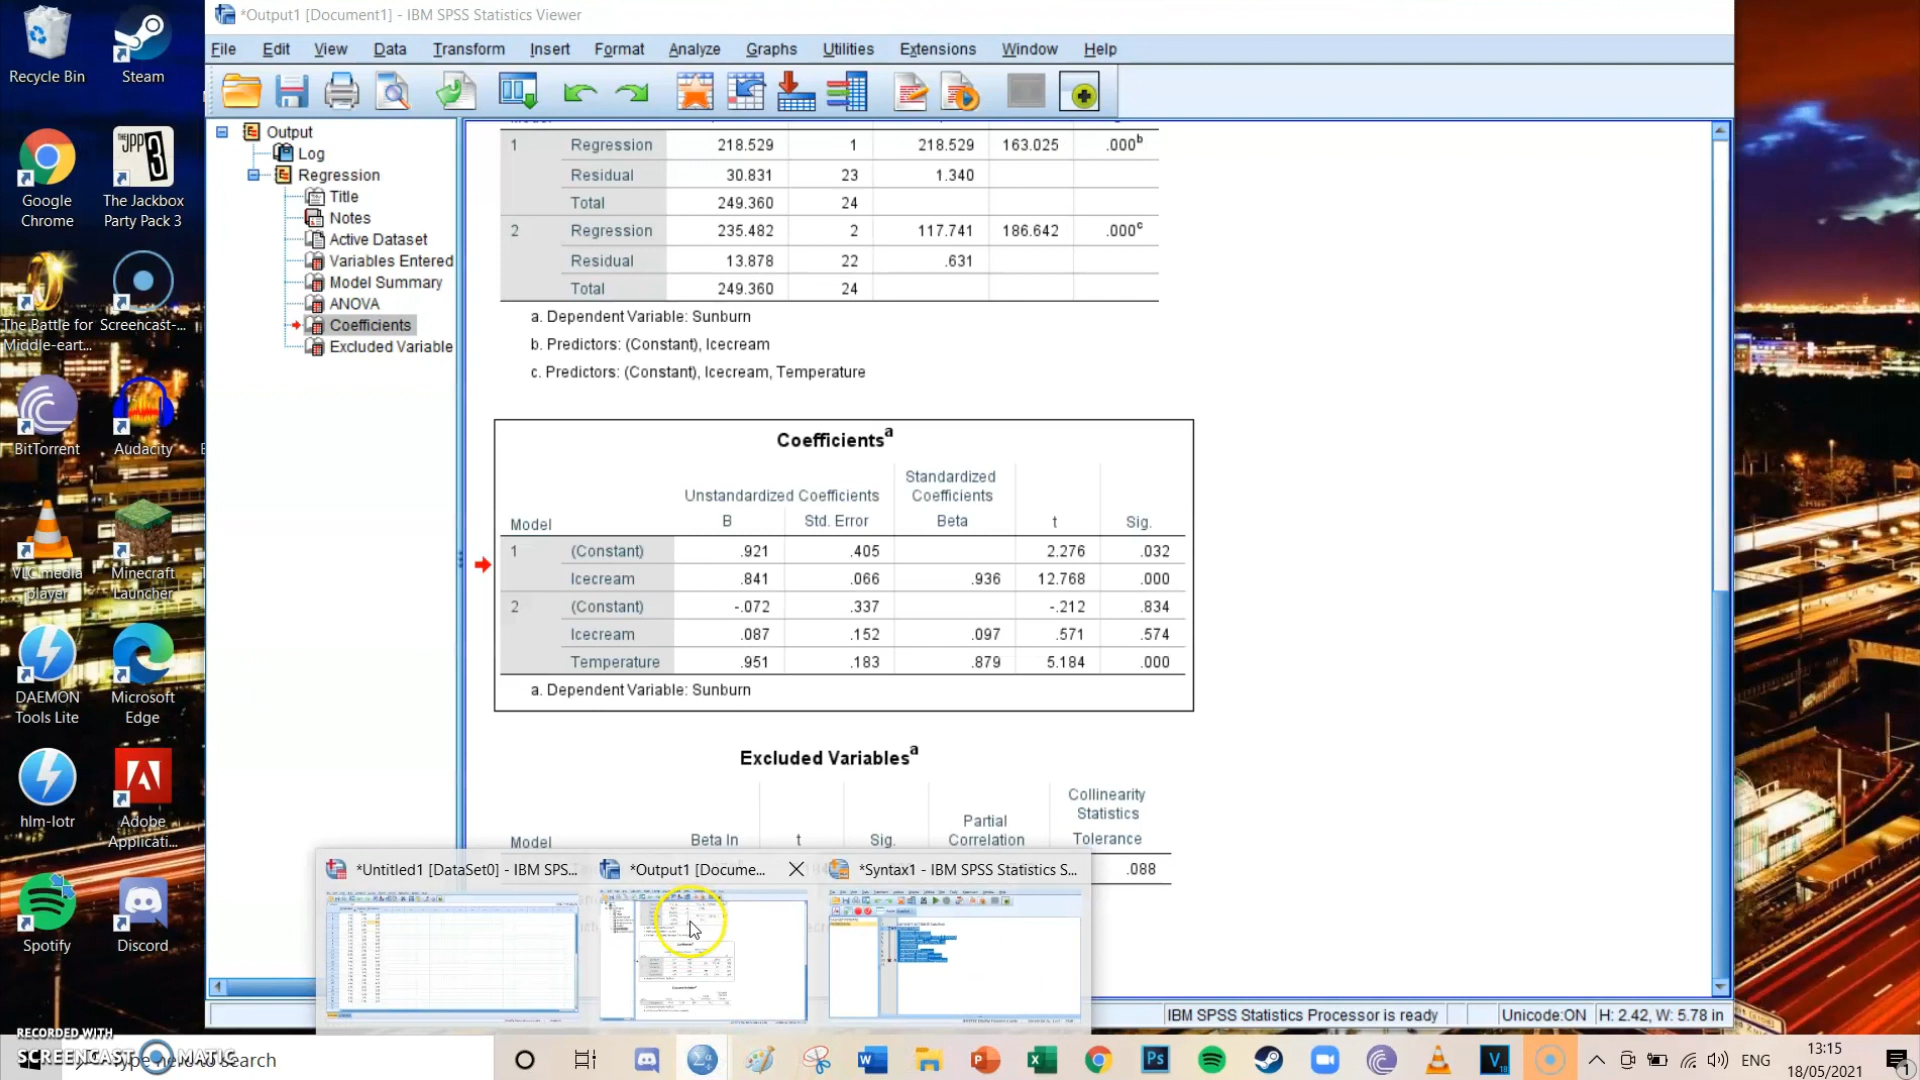 *Output1 [Document1] - IBM SPSS Statistics Viewer
File Edit View Data Transform Insert Format Analyze Graphs Utilities Extensions Window Help
Recycle Bin
Steam
Google Chrome
The Jackbox Party Pack 3
The Battle for Middle-eart...
Screencast-...
BitTorrent
Audacity
VLC media player
Minecraft Launcher
DAEMON Tools Lite
Microsoft Edge
hlm-lotr
Adobe Applicati...
Spotify
Discord
Output
Log
Regression
Title
Notes
Active Dataset
Variables Entered
Model Summary
ANOVA
Coefficients
Excluded Variable
1 Regression 218.529 1 218.529 163.025 .000b
Residual 30.831 23 1.340
Total 249.360 24
2 Regression 235.482 2 117.741 186.642 .000c
Residual 13.878 22 .631
Total 249.360 24
a. Dependent Variable: Sunburn
b. Predictors: (Constant), Icecream
c. Predictors: (Constant), Icecream, Temperature
Coefficientsa
Unstandardized Coefficients Standardized Coefficients
Model B Std. Error Beta t Sig.
1 (Constant) .921 .405 2.276 .032
Icecream .841 .066 .936 12.768 .000
2 (Constant) -.072 .337 -.212 .834
Icecream .087 .152 .097 .571 .574
Temperature .951 .183 .879 5.184 .000
a. Dependent Variable: Sunburn
Excluded Variablesa
Collinearity Statistics
Model Beta In t Sig. Partial Correlation Tolerance
.088
*Untitled1 [DataSet0] - IBM SPS...
*Output1 [Docume...
*Syntax1 - IBM SPSS Statistics S...
IBM SPSS Statistics Processor is ready Unicode:ON H: 2.42, W: 5.78 in
RECORDED WITH
SCREENCAST MATIC
Type here to search
ENG
13:15
18/05/2021
1